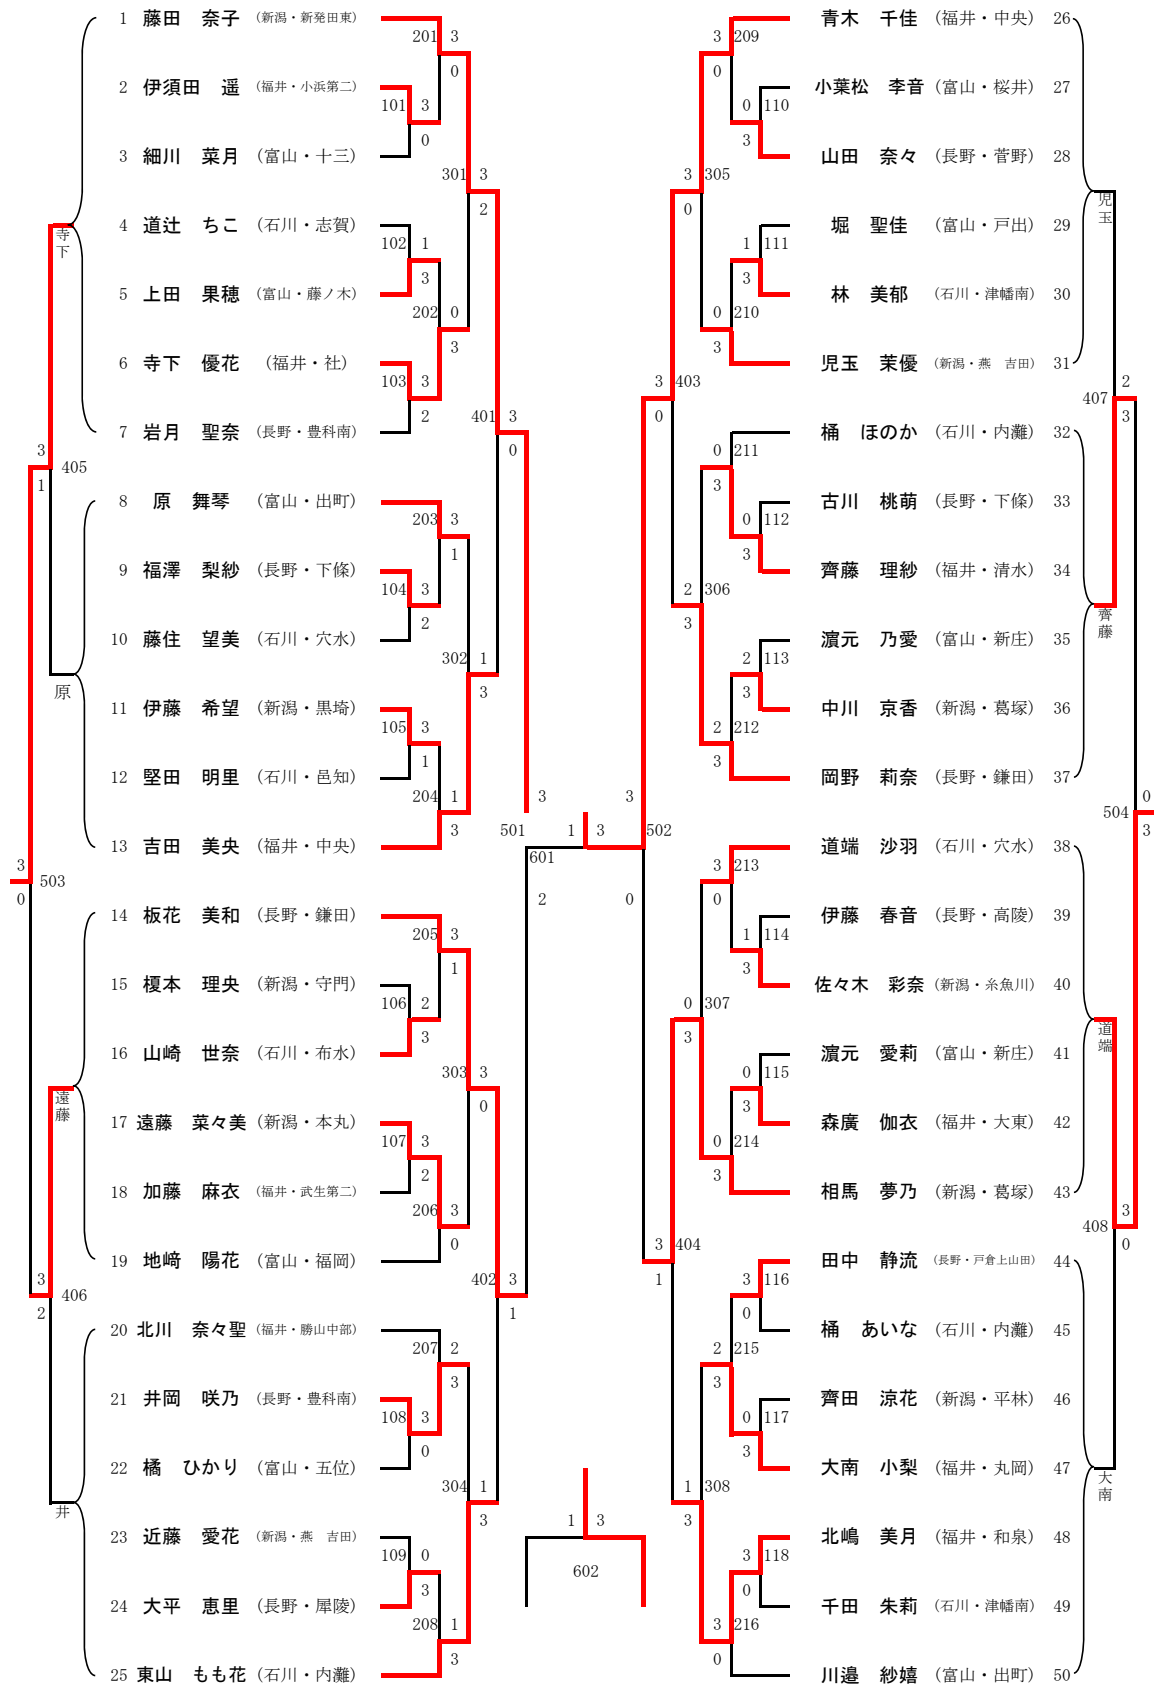 1 藤田　奈子 (新潟・新発田東)
201 3
0
2 伊須田　遥 (福井・小浜第二)
101 3
0
3 細川　菜月 (富山・十三)
301 3
2
4 道辻　ちこ (石川・志賀)
102 1
3
5 上田　果穂 (富山・藤ノ木)
202 0
3
6 寺下　優花 (福井・社)
103 3
2
7 岩月　聖奈 (長野・豊科南)
401 3
0
8 原　舞琴 (富山・出町)
203 3
1
9 福澤　梨紗 (長野・下條)
104 3
2
10 藤住　望美 (石川・穴水)
302 1
3
11 伊藤　希望 (新潟・黒埼)
105 3
1
12 堅田　明里 (石川・邑知)
204 1
3
13 吉田　美央 (福井・中央)
14 板花　美和 (長野・鎌田)
205 3
1
15 榎本　理央 (新潟・守門)
106 2
3
16 山崎　世奈 (石川・布水)
303 3
0
17 遠藤　菜々美 (新潟・本丸)
107 3
2
18 加藤　麻衣 (福井・武生第二)
206 3
0
19 地﨑　陽花 (富山・福岡)
402 3
1
20 北川　奈々聖 (福井・勝山中部)
207 2
3
21 井岡　咲乃 (長野・豊科南)
108 3
0
22 橘　ひかり (富山・五位)
304 1
3
23 近藤　愛花 (新潟・燕　吉田)
109 0
3
24 大平　恵里 (長野・犀陵)
208 1
3
25 東山　もも花 (石川・内灘)
寺下
3 405
1
原
3 503
0
遠藤
3 406
2
井
3 3
501 1 3 502
601
2 0
1 3
602
青木　千佳 (福井・中央) 26
3 209
0
小葉松　李音 (富山・桜井) 27
0 110
3
山田　奈々 (長野・菅野) 28
3 305
0
堀　聖佳 (富山・戸出) 29
1 111
3
林　美郁 (石川・津幡南) 30
0 210
3
児玉　茉優 (新潟・燕　吉田) 31
3 403
0
桶　ほのか (石川・内灘) 32
0 211
3
古川　桃萌 (長野・下條) 33
0 112
3
齊藤　理紗 (福井・清水) 34
2 306
3
濵元　乃愛 (富山・新庄) 35
2 113
3
中川　京香 (新潟・葛塚) 36
2 212
3
岡野　莉奈 (長野・鎌田) 37
道端　沙羽 (石川・穴水) 38
3 213
0
伊藤　春音 (長野・高陵) 39
1 114
3
佐々木　彩奈 (新潟・糸魚川) 40
0 307
3
濵元　愛莉 (富山・新庄) 41
0 115
3
森廣　伽衣 (福井・大東) 42
0 214
3
相馬　夢乃 (新潟・葛塚) 43
3 404
1
田中　静流 (長野・戸倉上山田) 44
3 116
0
桶　あいな (石川・内灘) 45
2 215
3
齊田　涼花 (新潟・平林) 46
0 117
3
大南　小梨 (福井・丸岡) 47
1 308
3
北嶋　美月 (福井・和泉) 48
3 118
0
千田　朱莉 (石川・津幡南) 49
3 216
0
川邉　紗嬉 (富山・出町) 50
児玉
407 2
3
齊藤
504 0
3
道端
408 3
0
大南